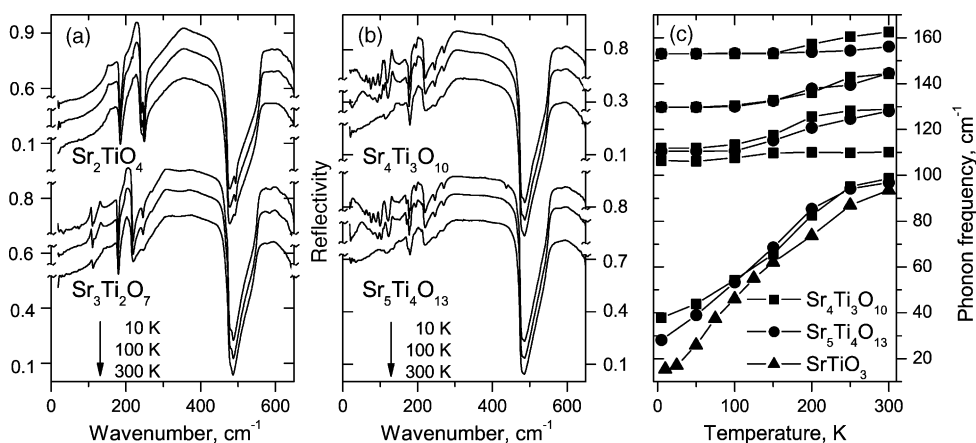 (a)
0.9
0.6
0.1
Sr2TiO4
0.8
0.6
Sr3Ti2O7
0.4
10 K
100 K
300 K
0.1
0 200 400 600
Wavenumber, cm-1
Reflectivity
(b)
0.8
0.3
0.1
Sr4Ti3O10
0.8
0.7
Sr5Ti4O13
0.4
10 K
100 K
300 K
0.1
0 200 400 600
Wavenumber, cm-1
(c)
160
140
120
100
80
60
40
20
Sr4Ti3O10
Sr5Ti4O13
SrTiO3
0 100 200 300
Temperature, K
Phonon frequency, cm-1